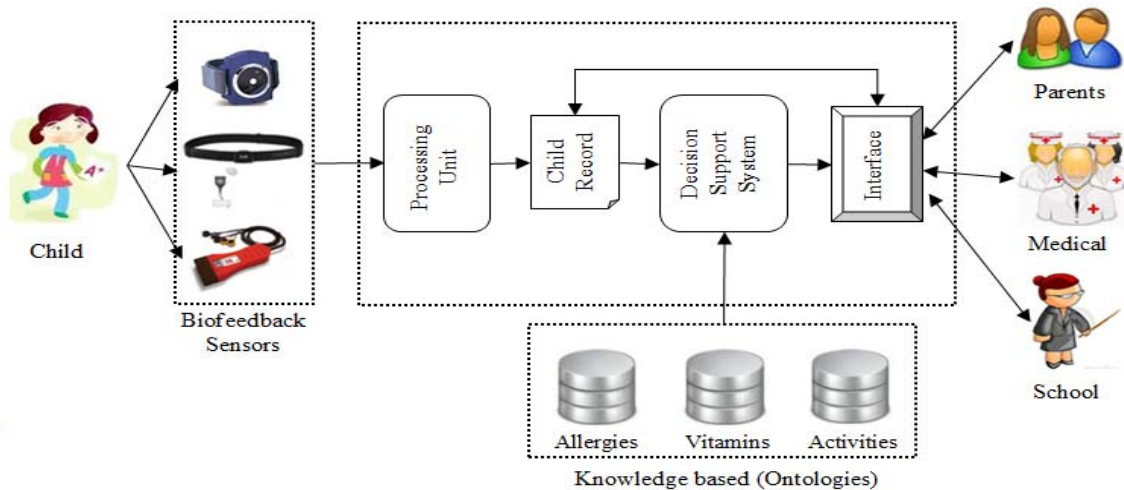 Child
Biofeedback
Sensors
Processing
Unit
Child
Record
Decision
Support
System
Interface
Parents
Medical
School
Allergies
Vitamins
Activities
Knowledge based (Ontologies)